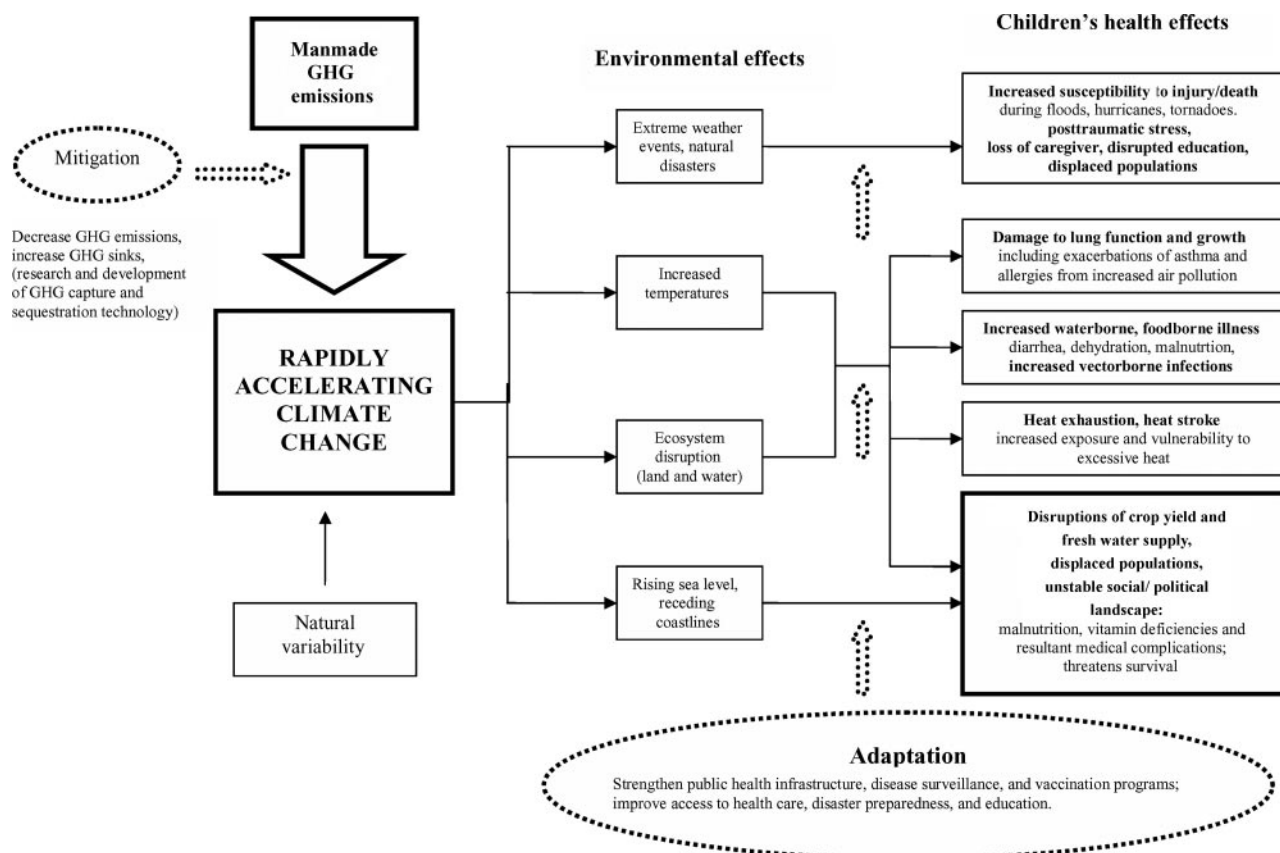 Manmade
GHG
emissions
Mitigation
Decrease GHG emissions,
increase GHG sinks,
(research and development
of GHG capture and
sequestration technology)
RAPIDLY
ACCELERATING
CLIMATE
CHANGE
Natural
variability
Environmental effects
Extreme weather
events, natural
disasters
Increased
temperatures
Ecosystem
disruption
(land and water)
Rising sea level,
receding
coastlines
Children's health effects
Increased susceptibility to injury/death
during floods, hurricanes, tornadoes.
posttraumatic stress,
loss of caregiver, disrupted education,
displaced populations
Damage to lung function and growth
including exacerbations of asthma and
allergies from increased air pollution
Increased waterborne, foodborne illness
diarrhea, dehydration, malnutrtion,
increased vectorborne infections
Heat exhaustion, heat stroke
increased exposure and vulnerability to
excessive heat
Disruptions of crop yield and
fresh water supply,
displaced populations,
unstable social/ political
landscape:
malnutrition, vitamin deficiencies and
resultant medical complications;
threatens survival
Adaptation
Strengthen public health infrastructure, disease surveillance, and vaccination programs;
improve access to health care, disaster preparedness, and education.